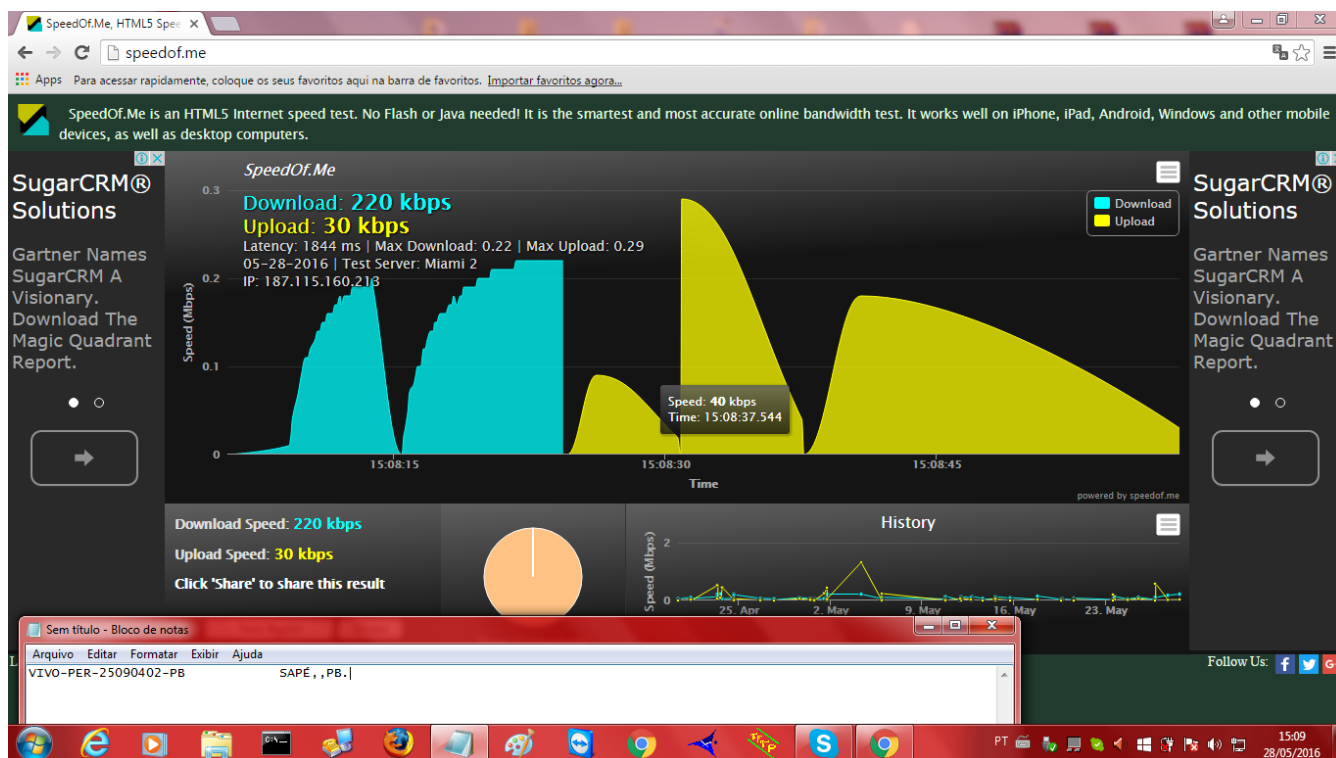 SpeedOf.Me, HTML5 Spee
speedof.me
Apps Para acessar rapidamente, coloque os seus favoritos aqui na barra de favoritos. Importar favoritos agora...
SpeedOf.Me is an HTML5 Internet speed test. No Flash or Java needed! It is the smartest and most accurate online bandwidth test. It works well on iPhone, iPad, Android, Windows and other mobile
devices, as well as desktop computers.
SugarCRM®
Solutions
Gartner Names
SugarCRM A
Visionary.
Download The
Magic Quadrant
Report.
SpeedOf.Me
Download: 220 kbps
Upload: 30 kbps
Latency: 1844 ms | Max Download: 0.22 | Max Upload: 0.29
05-28-2016 | Test Server: Miami 2
IP: 187.115.160.213
Download
Upload
0.3
0.2
0.1
0
Speed (Mbps)
Speed: 40 kbps
Time: 15:08:37.544
15:08:15 15:08:30 15:08:45
Time
powered by speedof.me
SugarCRM®
Solutions
Gartner Names
SugarCRM A
Visionary.
Download The
Magic Quadrant
Report.
Download Speed: 220 kbps
Upload Speed: 30 kbps
Click 'Share' to share this result
History
2
0
Speed (Mbps)
25. Apr 2. May 9. May 16. May 23. May
Sem título - Bloco de notas
Arquivo Editar Formatar Exibir Ajuda
VIVO-PER-25090402-PB SAPÉ,,PB.
L
Follow Us:
PT
15:09
28/05/2016